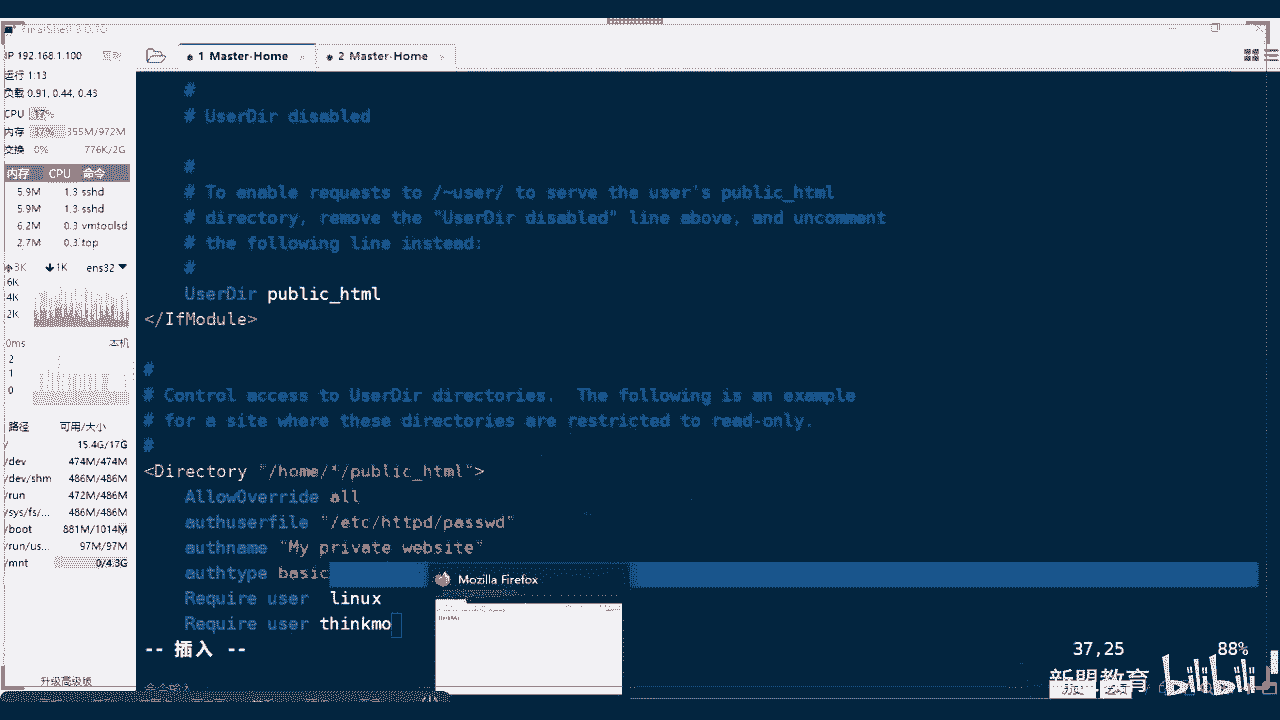 IP 192.168.1.100
运行 1:13
负载 0.91, 0.44, 0.43
CPU
内存 355M/972M
交换 0% 776K/2G
内存 CPU 命令
5.9M 1.3 sshd
5.9M 1.3 sshd
6.2M 0.3 vmtoolsd
2.7M 0.3 top
3K 1K ens32
6K
4K
2K
0ms 本机
2
1
0
路径 可用/大小
/ 15.4G/17G
/dev 474M/474M
/dev/shm 486M/486M
/run 472M/486M
/sys/fs/... 486M/486M
/boot 881M/1014M
/run/us... 97M/97M
/mnt 0/4.3G
升级高级版
1 Master-Home
2 Master-Home
#
# UserDir disabled
#
# To enable requests to /~user/ to serve the user's public_html
# directory, remove the "UserDir disabled" line above, and uncomment
# the following line instead:
#
UserDir public_html
</IfModule>
#
# Control access to UserDir directories.  The following is an example
# for a site where these directories are restricted to read-only.
#
<Directory "/home/*/public_html">
AllowOverride all
authuserfile "/etc/httpd/passwd"
authname "My private website"
authtype basic
Require user  linux
Require user thinkmo
-- 插入 --
37,25 88%
Mozilla Firefox
新盟教育
bilibili